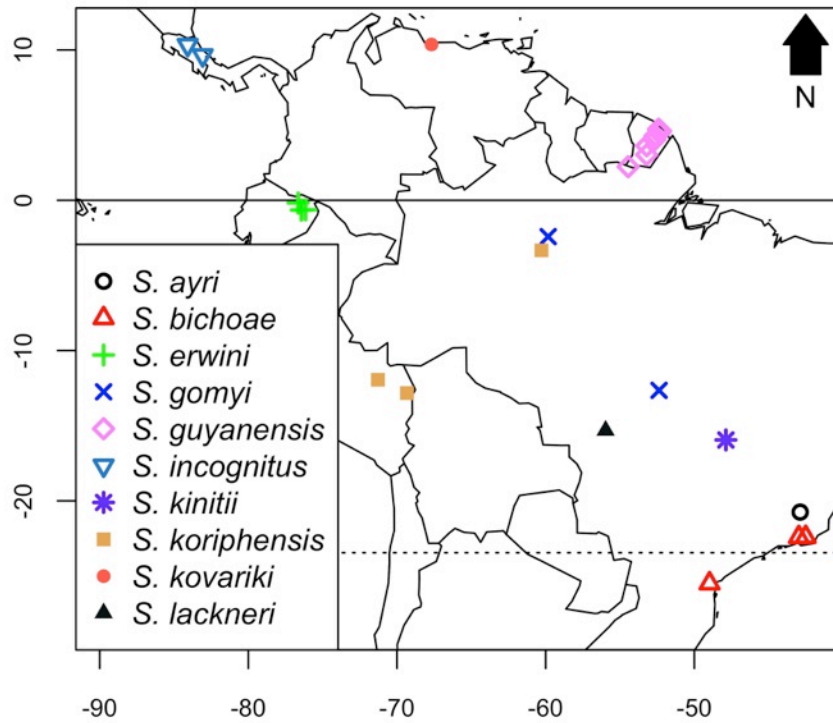 10
N
0
S. ayri
S. bichoae
S. erwini
-10
S. gomyi
S. guyanensis
S. incognitus
S. kinitii
-20
S. koriphensis
S. kovariki
S. lackneri
-90 -80 -70 -60 -50